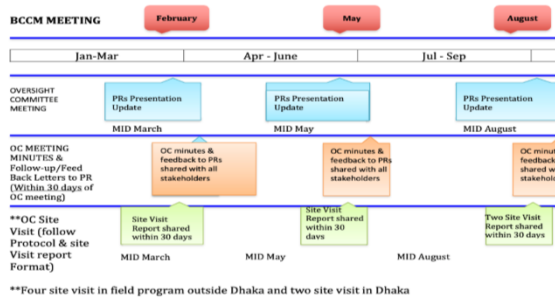 BCCM MEETING
February
May
August
Jan-Mar
Apr - June
Jul - Sep
OVERSIGHT
COMMITTEE
MEETING
PRs Presentation
Update
PRs Presentation
Update
PRs Presentation
Update
MID March
MID May
MID August
OC MEETING
MINUTES &
Follow-up/Feed
Back Letters to PR
(Within 30 days of
OC meeting)
OC minutes &
feedback to PRs
shared with all
stakeholders
OC minutes &
feedback to PRs
shared with all
stakeholders
OC minut
feedback
shared w
stakehold
**OC Site
Visit (follow
Protocol & site
Visit report
Format)
Site Visit
Report shared
within 30 days
Site Visit
Report shared
within 30
days
Two Site Visit
Report shared
within 30 days
MID March
MID May
MID August
**Four site visit in field program outside Dhaka and two site visit in Dhaka